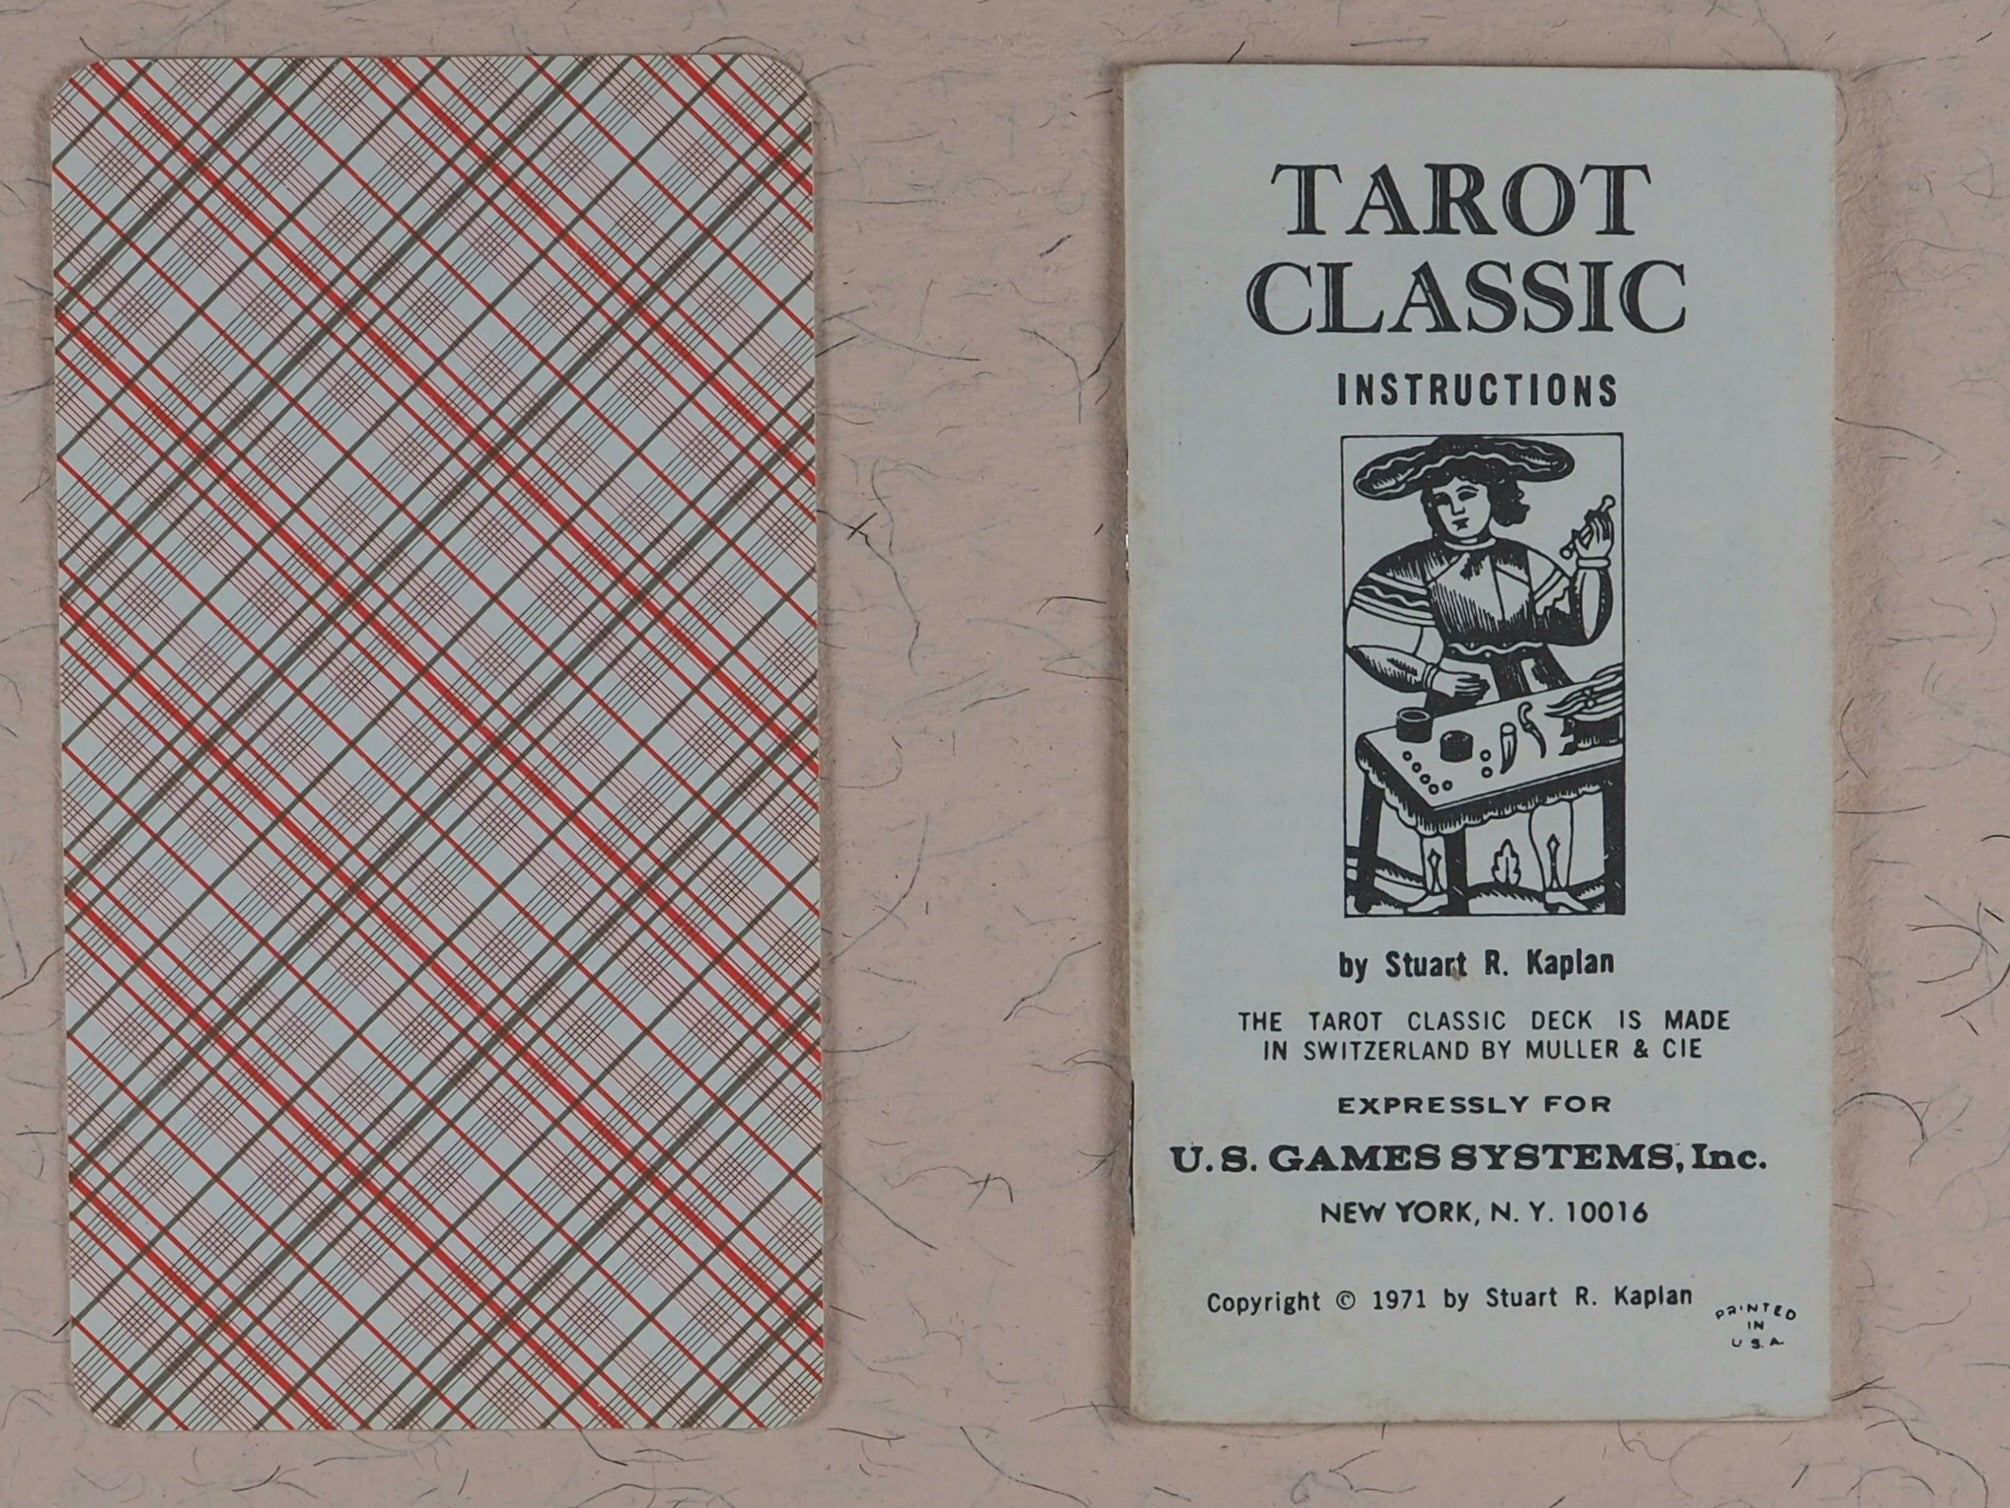 TAROT
CLASSIC
INSTRUCTIONS
by Stuart R. Kaplan
THE TAROT CLASSIC DECK IS MADE
IN SWITZERLAND BY MULLER & CIE
EXPRESSLY FOR
U.S. GAMES SYSTEMS, Inc.
NEW YORK, N. Y. 10016
Copyright © 1971 by Stuart R. Kaplan
PRINTED
IN
U.S.A.